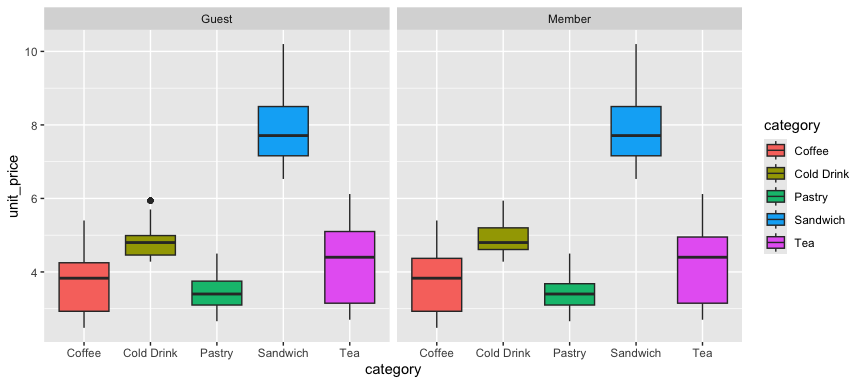 Guest
Member
10
8
6
4
unit_price
Coffee
Cold Drink
Pastry
Sandwich
Tea
Coffee
Cold Drink
Pastry
Sandwich
Tea
category
category
Coffee
Cold Drink
Pastry
Sandwich
Tea